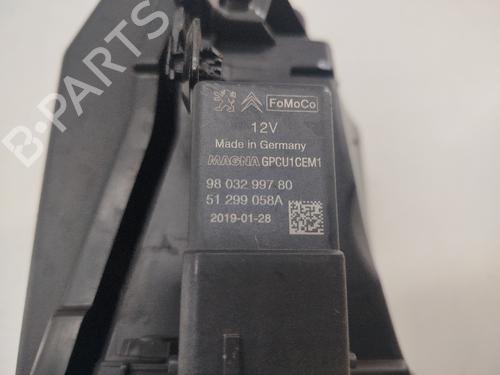 FoMoCo
12V
Made in Germany
MAGNA GPCU1CEM1
98 032 997 80
51 299 058A
2019-01-28
B-PARTS